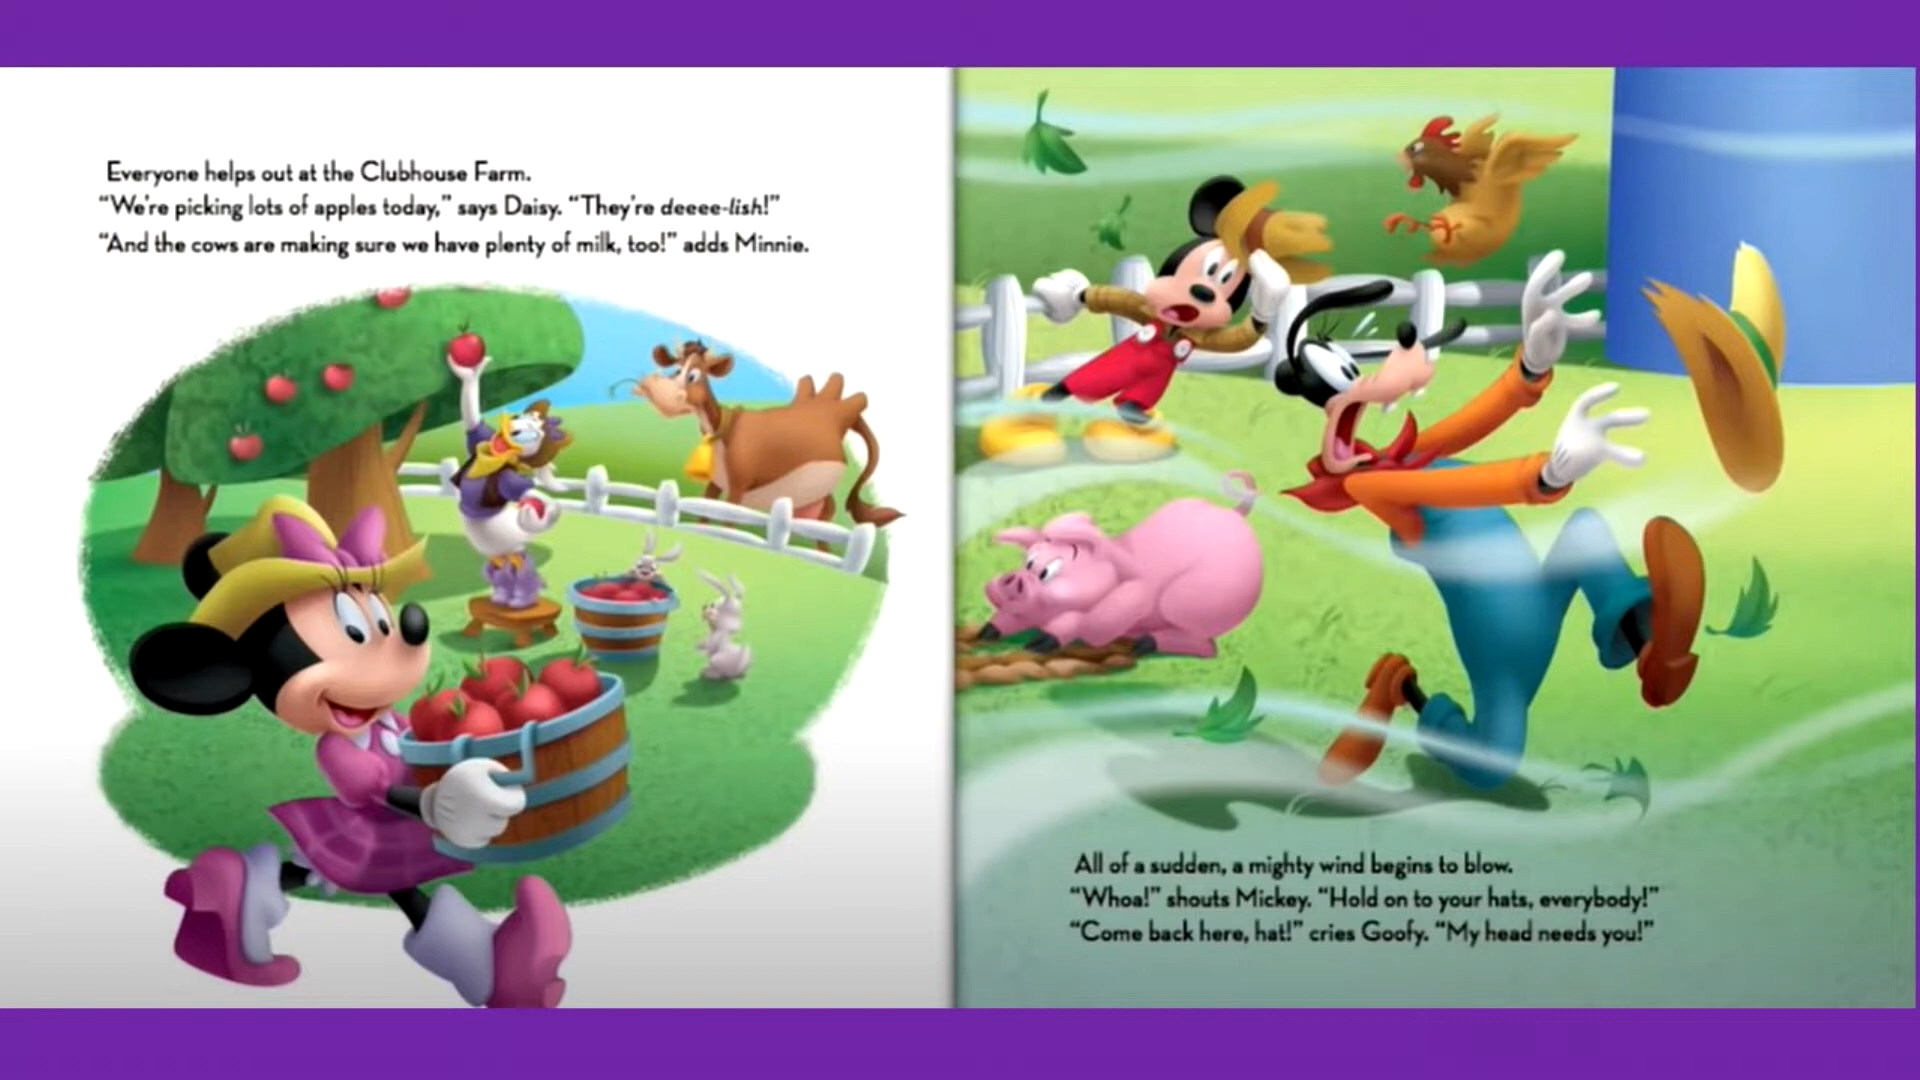 Everyone helps out at the Clubhouse Farm.
“We’re picking lots of apples today,” says Daisy. “They’re deeee-lish!”
“And the cows are making sure we have plenty of milk, too!” adds Minnie.
All of a sudden, a mighty wind begins to blow.
“Whoa!” shouts Mickey. “Hold on to your hats, everybody!”
“Come back here, hat!” cries Goofy. “My head needs you!”